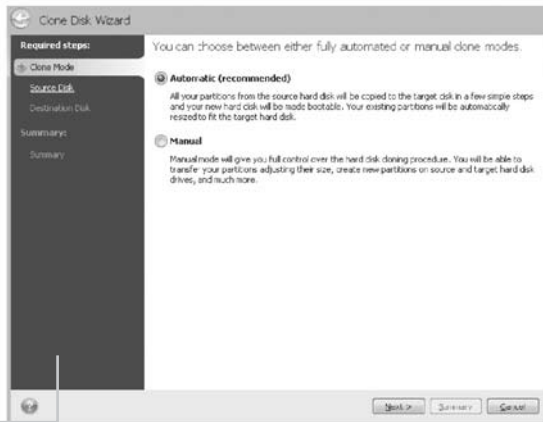 Clone Disk Wizard
Required steps:
Clone Mode
Source Disk
Destination Disk
Summary:
Summary
You can choose between either fully automated or manual clone modes.
Automatic (recommended)
All your partitions from the source hard disk will be copied to the target disk in a few simple steps
and your new hard disk will be made bootable. Your existing partitions will be automatically
resized to fit the target hard disk.
Manual
Manual mode will give you full control over the hard disk cloning procedure. You will be able to
transfer your partitions adjusting their size, create new partitions on source and target hard disk
drives, and much more.
Next >
Summary
Cancel